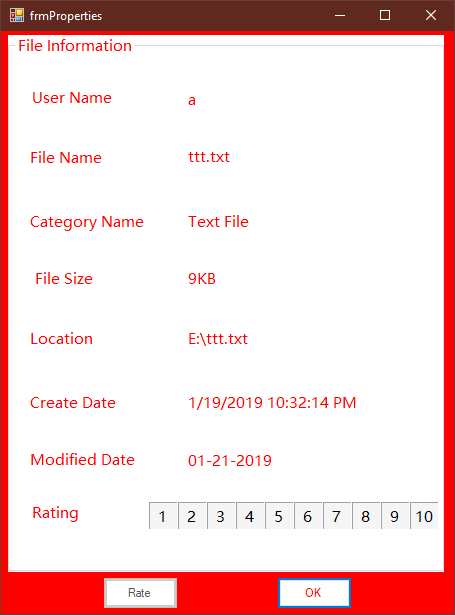 frmProperties
File Information
User Name a
File Name ttt.txt
Category Name Text File
File Size 9KB
Location E:\ttt.txt
Create Date 1/19/2019 10:32:14 PM
Modified Date 01-21-2019
Rating 1 2 3 4 5 6 7 8 9 10
Rate OK